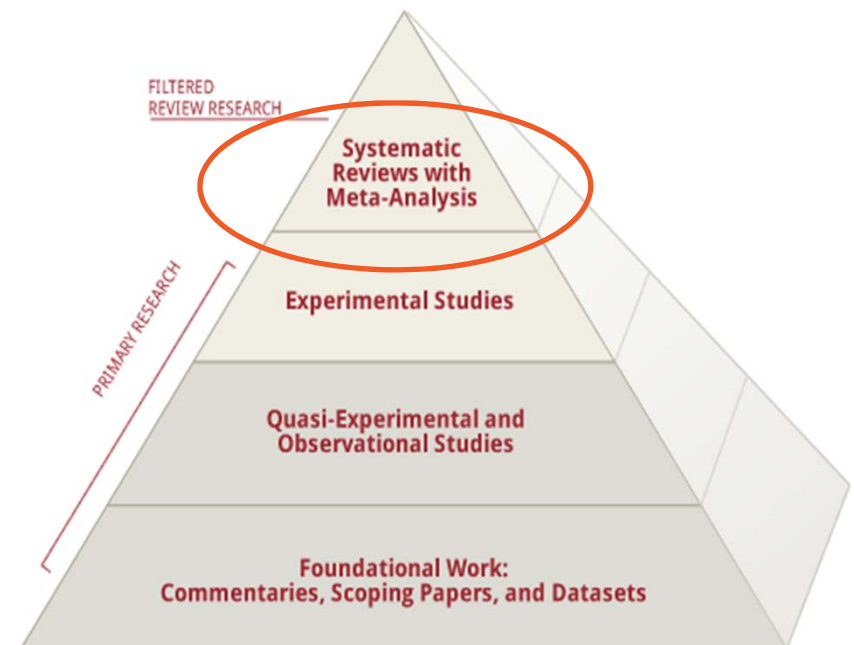 FILTERED
REVIEW RESEARCH
Systematic
Reviews with
Meta-Analysis
PRIMARY RESEARCH
Experimental Studies
Quasi-Experimental and
Observational Studies
Foundational Work:
Commentaries, Scoping Papers, and Datasets